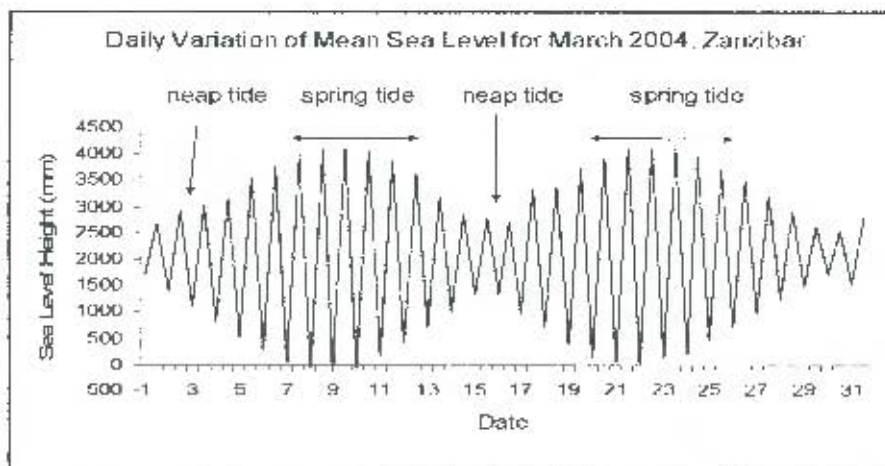 Daily Variation of Mean Sea Level for March 2004, Zanzibar
neap tide spring tide neap tide spring tide
4500
4000
3500
3000
2500
2000
1500
1000
500
0
500
Sea Level Height (mm)
-1 3 5 7 9 11 13 15 17 19 21 23 25 27 29 31
Date